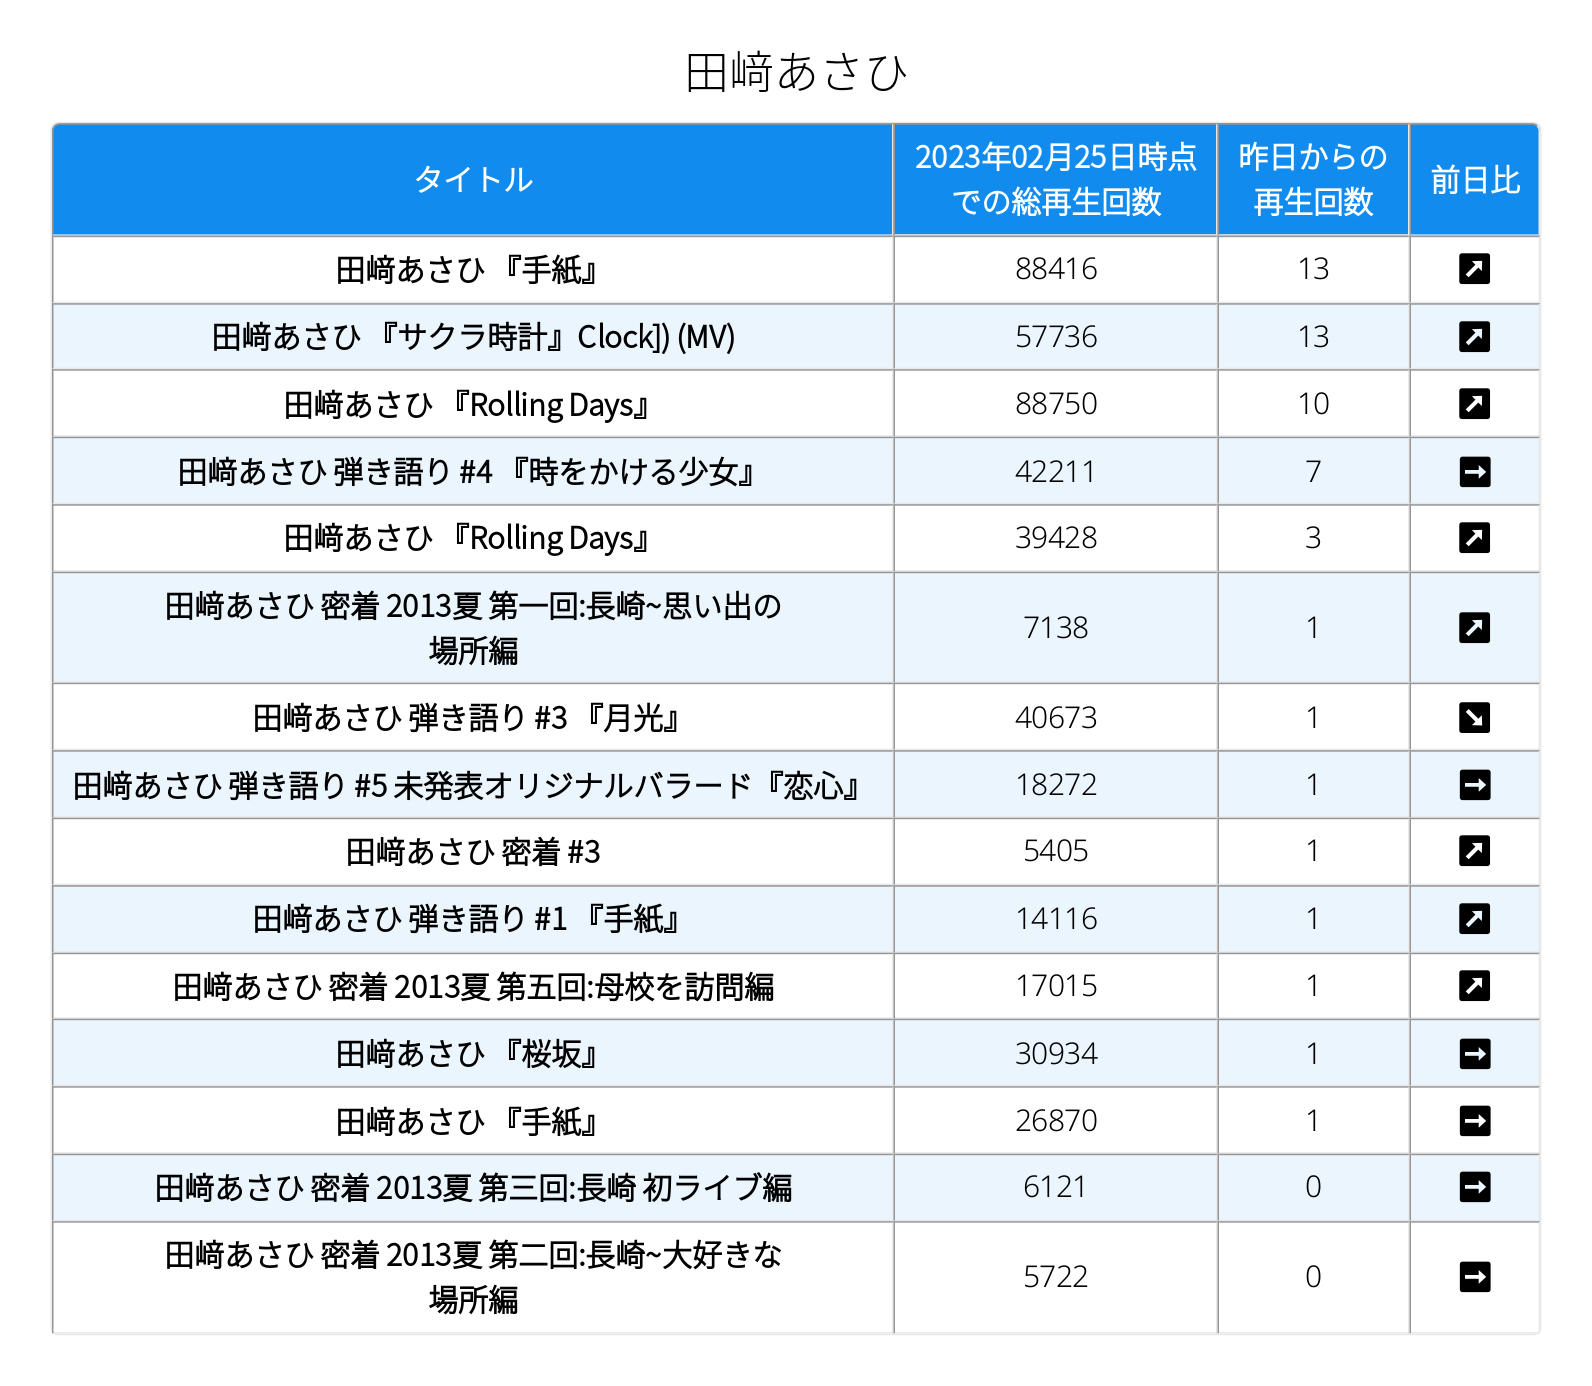 田﨑あさひ
タイトル
2023年02月25日時点
での総再生回数
昨日からの
再生回数
前日比
田﨑あさひ 『手紙』
88416
13
田﨑あさひ 『サクラ時計』Clock]) (MV)
57736
13
田﨑あさひ 『Rolling Days』
88750
10
田﨑あさひ 弾き語り #4 『時をかける少女』
42211
7
田﨑あさひ 『Rolling Days』
39428
3
田﨑あさひ 密着 2013夏 第一回:長崎~思い出の
場所編
7138
1
田﨑あさひ 弾き語り #3 『月光』
40673
1
田﨑あさひ 弾き語り #5 未発表オリジナルバラード『恋心』
18272
1
田﨑あさひ 密着 #3
5405
1
田﨑あさひ 弾き語り #1 『手紙』
14116
1
田﨑あさひ 密着 2013夏 第五回:母校を訪問編
17015
1
田﨑あさひ 『桜坂』
30934
1
田﨑あさひ 『手紙』
26870
1
田﨑あさひ 密着 2013夏 第三回:長崎 初ライブ編
6121
0
田﨑あさひ 密着 2013夏 第二回:長崎~大好きな
場所編
5722
0